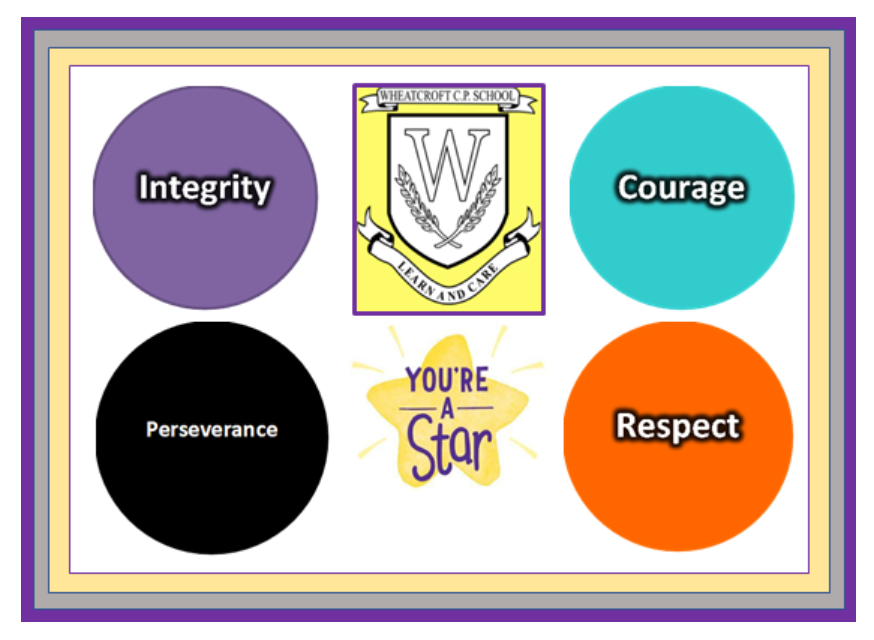 WHEATCROFT C.P. SCHOOL
W
LEARN AND CARE
Integrity
Courage
Perseverance
YOU'RE
A
Star
Respect